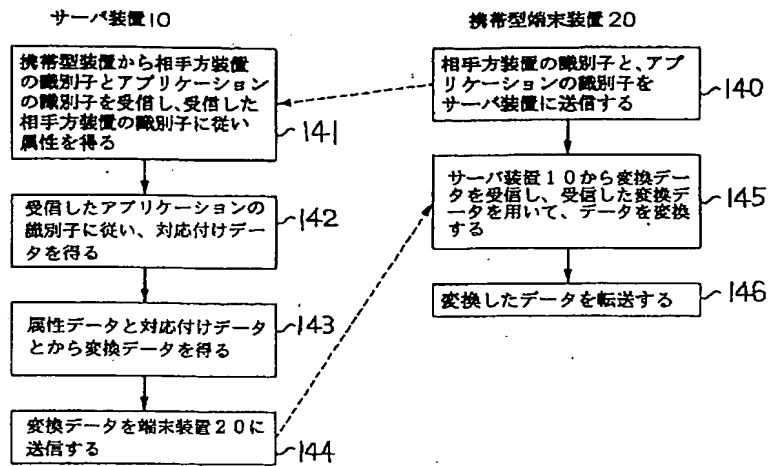 サーバ装置10
携帯型装置から相手方装置
の識別子とアプリケーション
の識別子を受信し、受信した
相手方装置の識別子に従い
属性を得る
141
受信したアプリケーションの
識別子に従い、対応付けデー
タを得る
142
属性データと対応付けデータ
とから変換データを得る
143
変換データを端末装置20に
送信する
144
携帯型端末装置20
相手方装置の識別子と、アプ
リケーションの識別子を
サーバ装置に送信する
140
サーバ装置10から変換デー
タを受信し、受信した変換デ
ータを用いて、データを変換
する
145
変換したデータを転送する
146